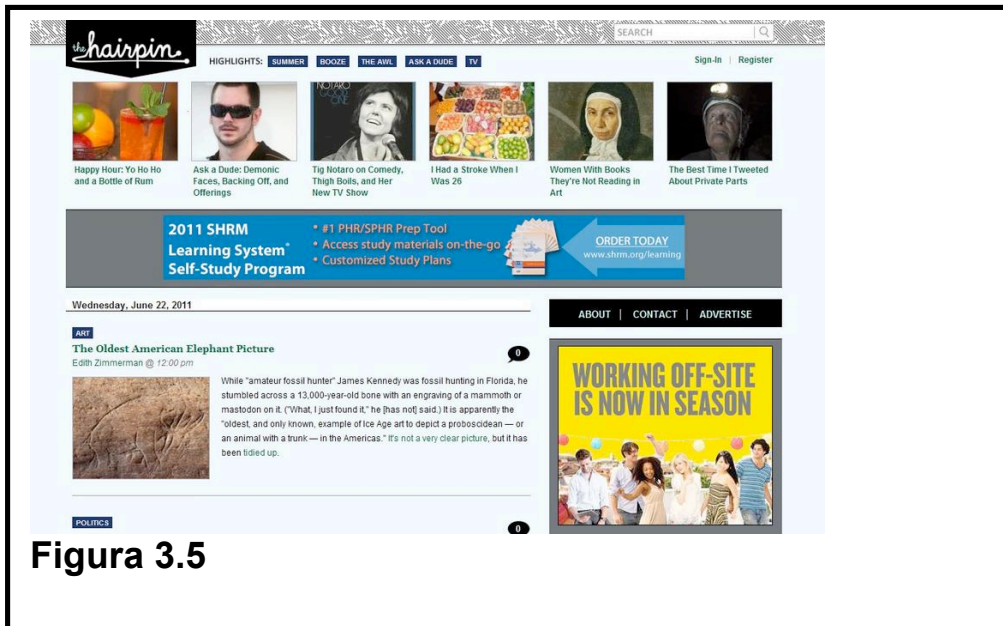 the hairpin.
SEARCH
HIGHLIGHTS: SUMMER BOOZE THE AWL ASK A DUDE TV
Sign-In | Register
NOTARO
GOOD
ONE
Happy Hour: Yo Ho Ho
and a Bottle of Rum
Ask a Dude: Demonic
Faces, Backing Off, and
Offerings
Tig Notaro on Comedy,
Thigh Boils, and Her
New TV Show
I Had a Stroke When I
Was 26
Women With Books
They're Not Reading in
Art
The Best Time I Tweeted
About Private Parts
2011 SHRM
Learning System®
Self-Study Program
• #1 PHR/SPHR Prep Tool
• Access study materials on-the-go
• Customized Study Plans
ORDER TODAY
www.shrm.org/learning
Wednesday, June 22, 2011
ABOUT | CONTACT | ADVERTISE
ART
The Oldest American Elephant Picture
Edith Zimmerman @ 12:00 pm
0
While "amateur fossil hunter" James Kennedy was fossil hunting in Florida, he
stumbled across a 13,000-year-old bone with an engraving of a mammoth or
mastodon on it. ("What, I just found it," he [has not] said.) It is apparently the
"oldest, and only known, example of Ice Age art to depict a proboscidean — or
an animal with a trunk — in the Americas." It's not a very clear picture, but it has
been tidied up.
WORKING OFF-SITE
IS NOW IN SEASON
POLITICS
0
Figura 3.5